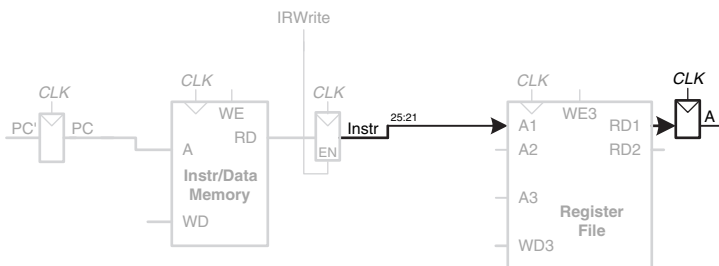 IRWrite
CLK
CLK
CLK
CLK
CLK
PC'
PC
WE
RD
A
Instr/Data
Memory
WD
EN
Instr
25:21
A1
WE3
RD1
A
A2
RD2
A3
Register
File
WD3